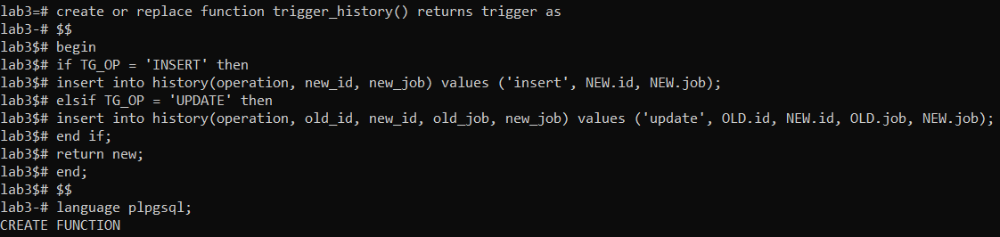 lab3=# create or replace function trigger_history() returns trigger as
lab3-# $$
lab3$# begin
lab3$# if TG_OP = 'INSERT' then
lab3$# insert into history(operation, new_id, new_job) values ('insert', NEW.id, NEW.job);
lab3$# elsif TG_OP = 'UPDATE' then
lab3$# insert into history(operation, old_id, new_id, old_job, new_job) values ('update', OLD.id, NEW.id, OLD.job, NEW.job);
lab3$# end if;
lab3$# return new;
lab3$# end;
lab3$# $$
lab3-# language plpgsql;
CREATE FUNCTION